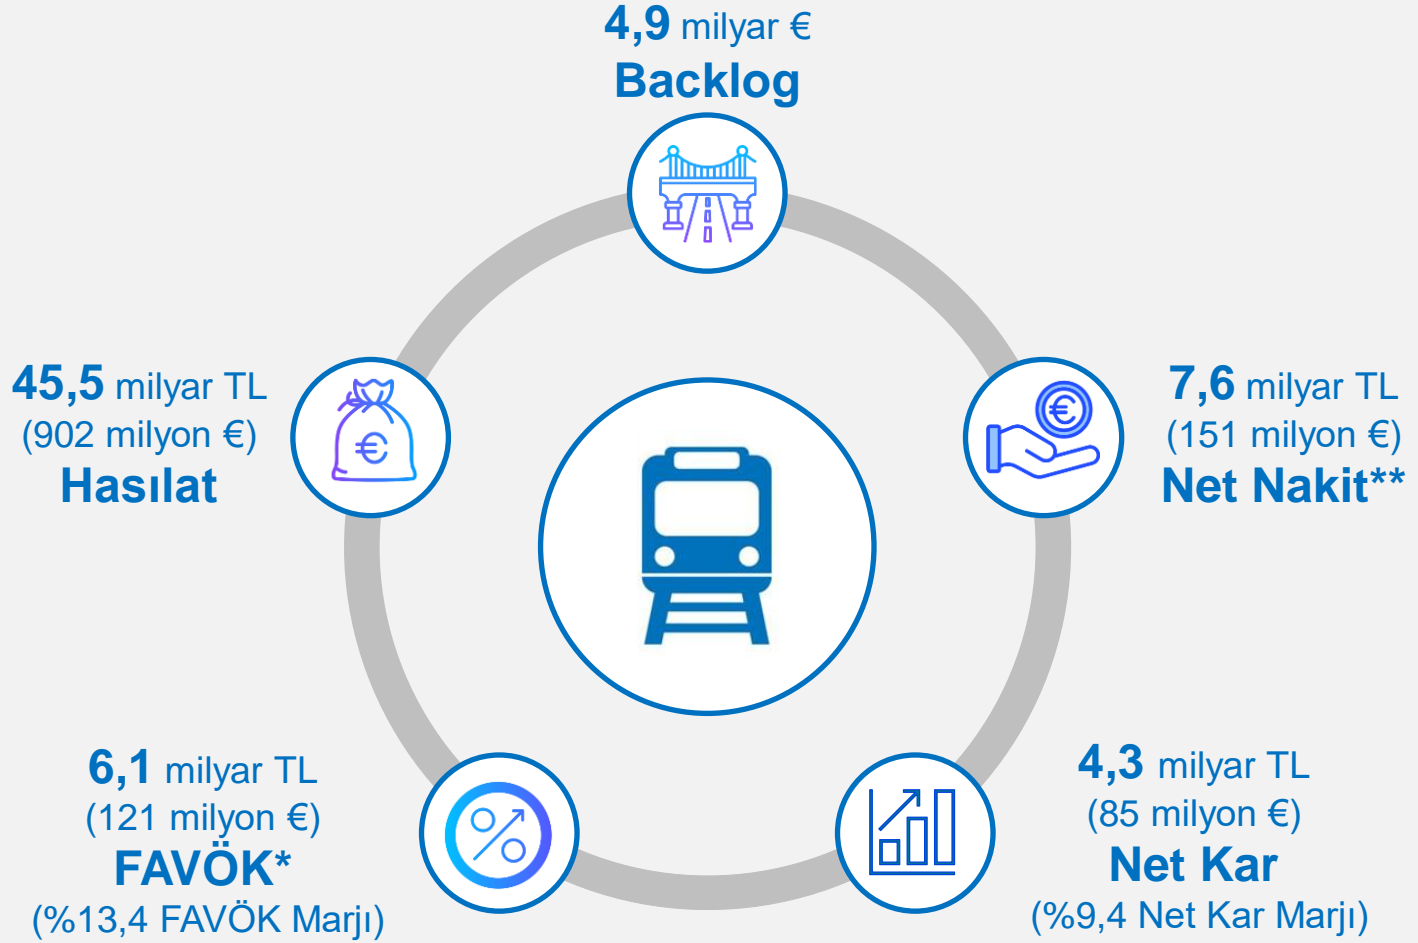 4,9 milyar €
Backlog
45,5 milyar TL
(902 milyon €)
Hasılat
7,6 milyar TL
(151 milyon €)
Net Nakit**
6,1 milyar TL
(121 milyon €)
FAVÖK*
(%13,4 FAVÖK Marjı)
4,3 milyar TL
(85 milyon €)
Net Kar
(%9,4 Net Kar Marjı)